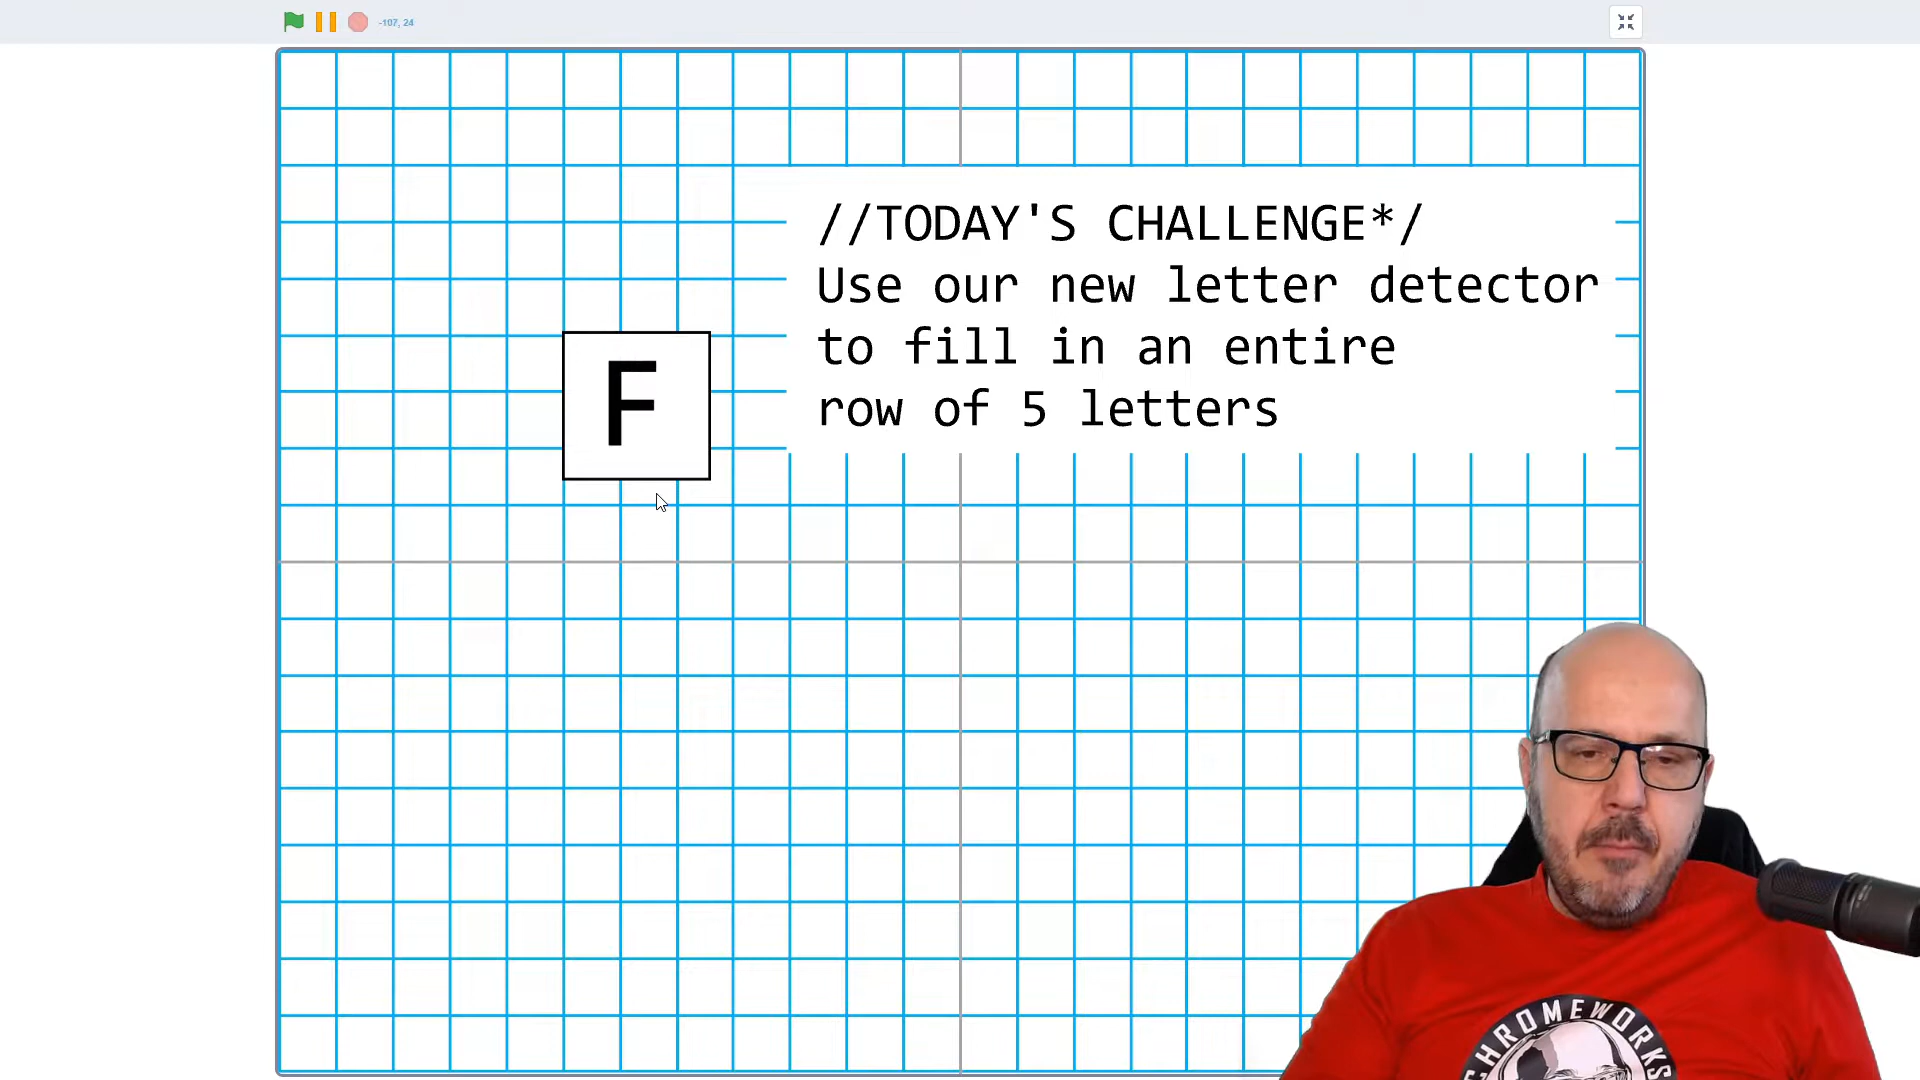 -107, 24
//TODAY'S CHALLENGE*/
Use our new letter detector
to fill in an entire
row of 5 letters
F
CHROMEWORKS